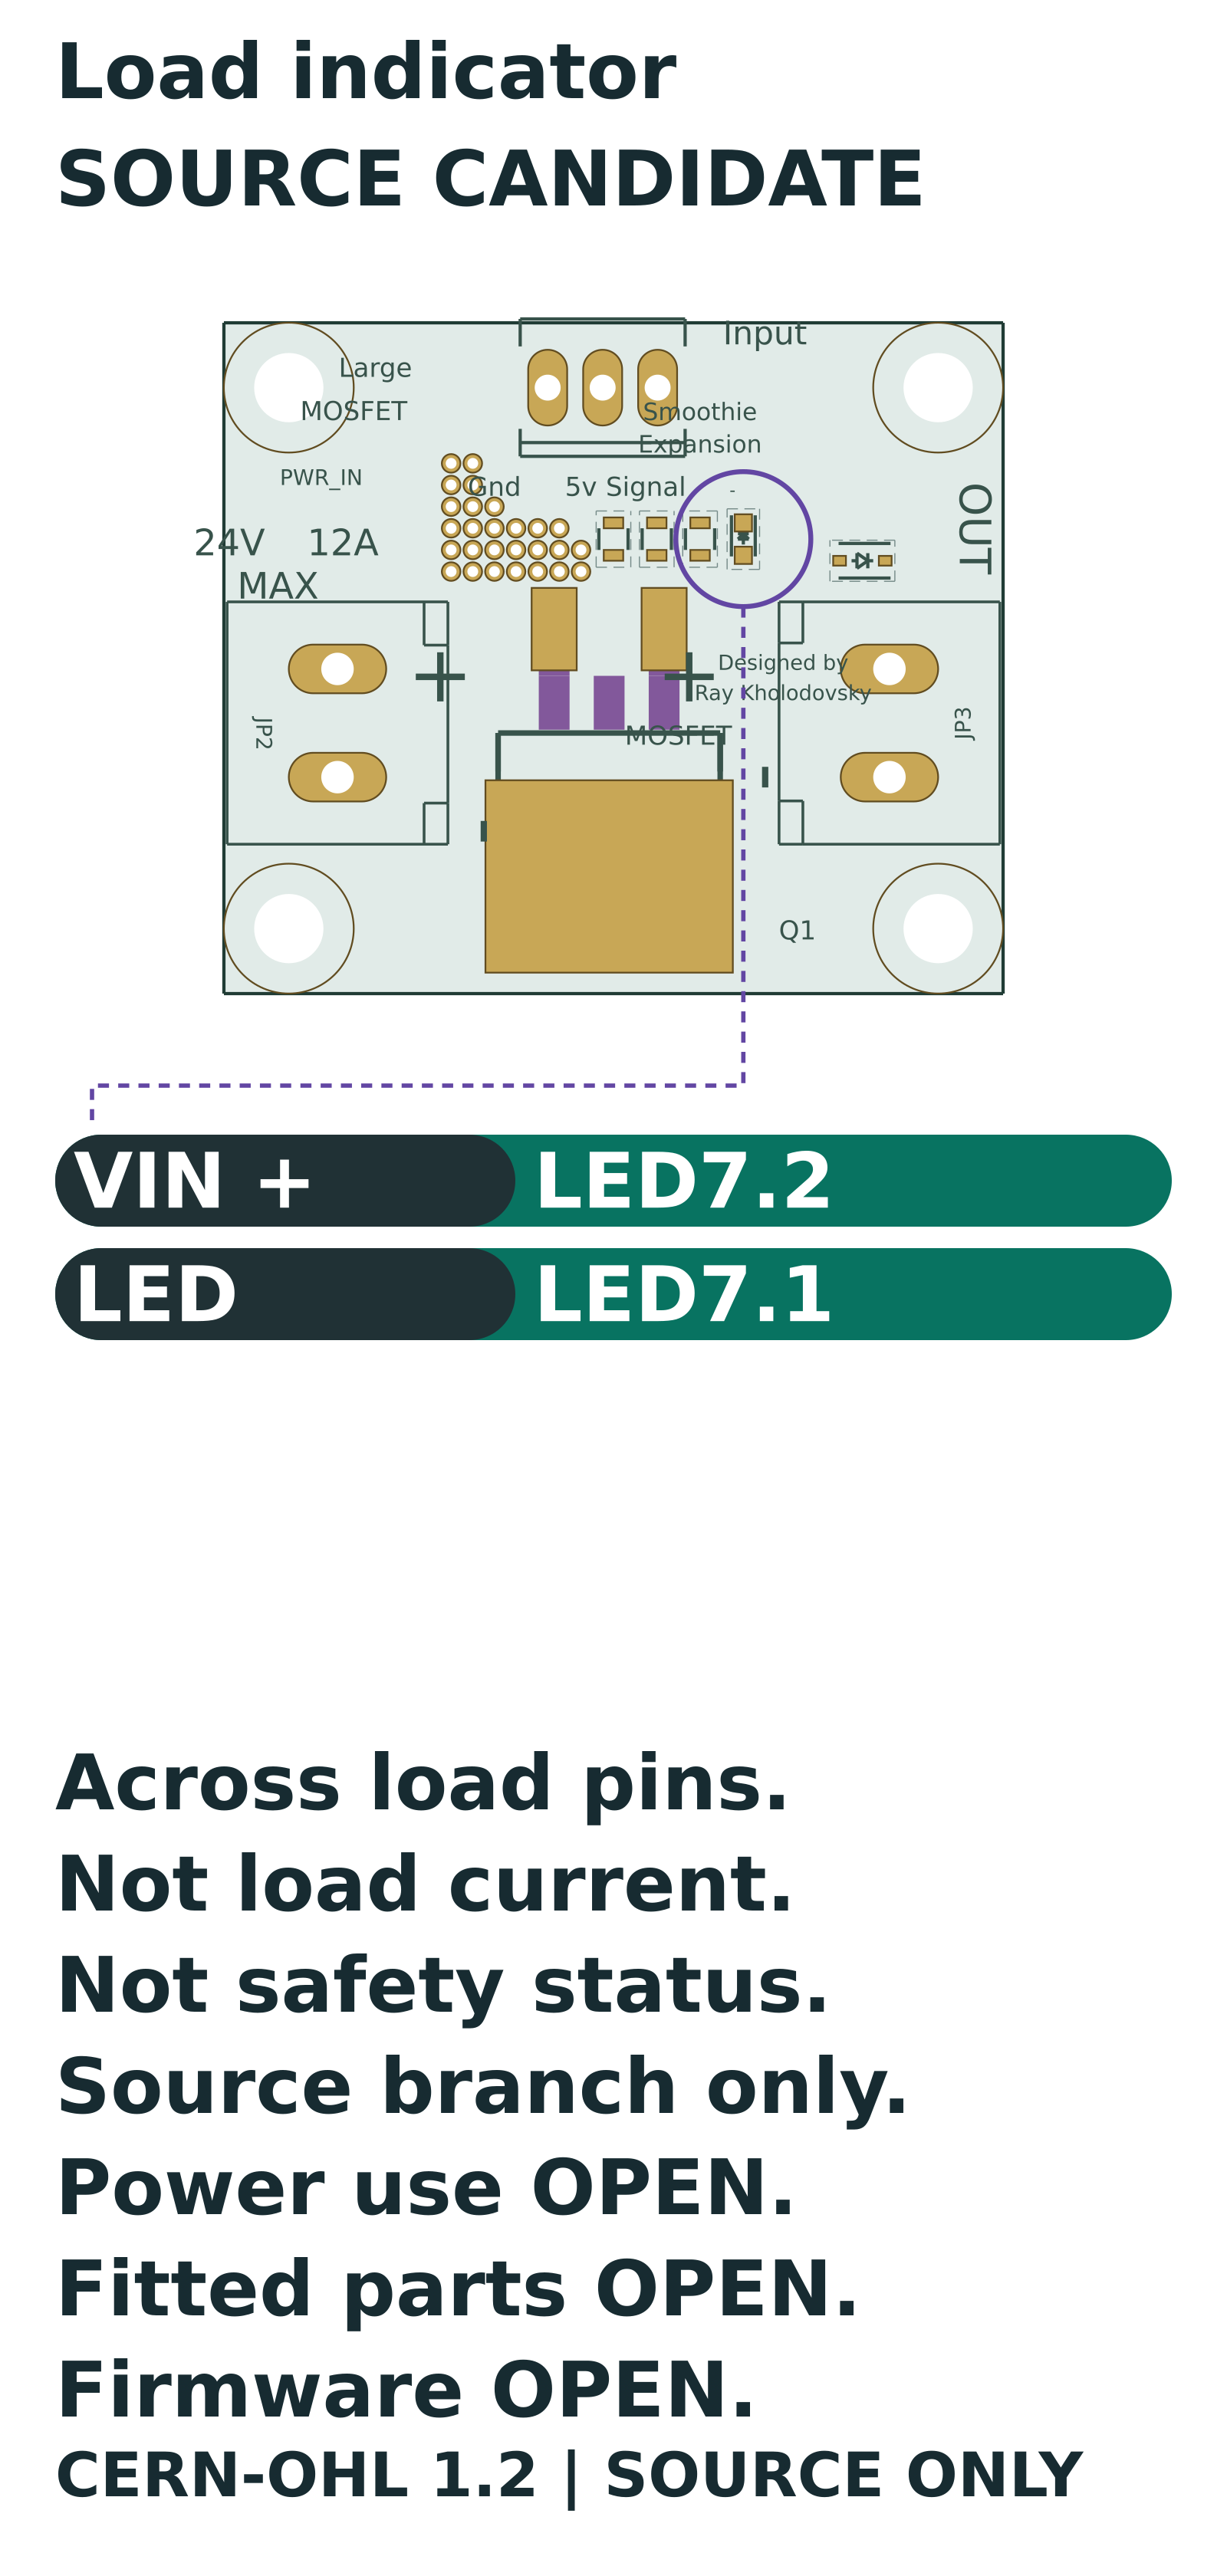 Load indicator
SOURCE CANDIDATE
Input
Large
MOSFET
Smoothie
Expansion
PWR_IN
Gnd
5v Signal
-
OUT
24V 12A
MAX
Designed by
Ray Kholodovsky
JP2
JP3
MOSFET
Q1
VIN + LED7.2
LED LED7.1
Across load pins.
Not load current.
Not safety status.
Source branch only.
Power use OPEN.
Fitted parts OPEN.
Firmware OPEN.
CERN-OHL 1.2 | SOURCE ONLY